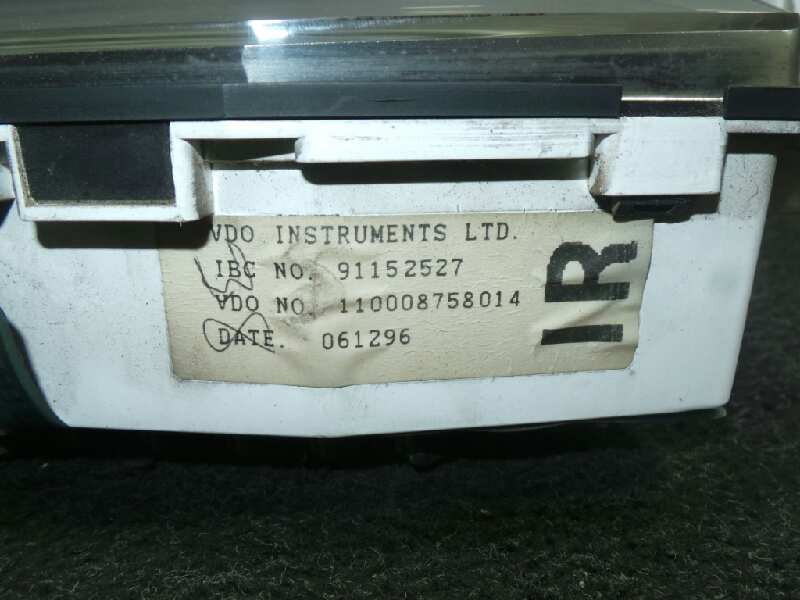 VDO INSTRUMENTS LTD.
IBC NO. 91152527
VDO NO. 110008758014
DATE. 061296
IR